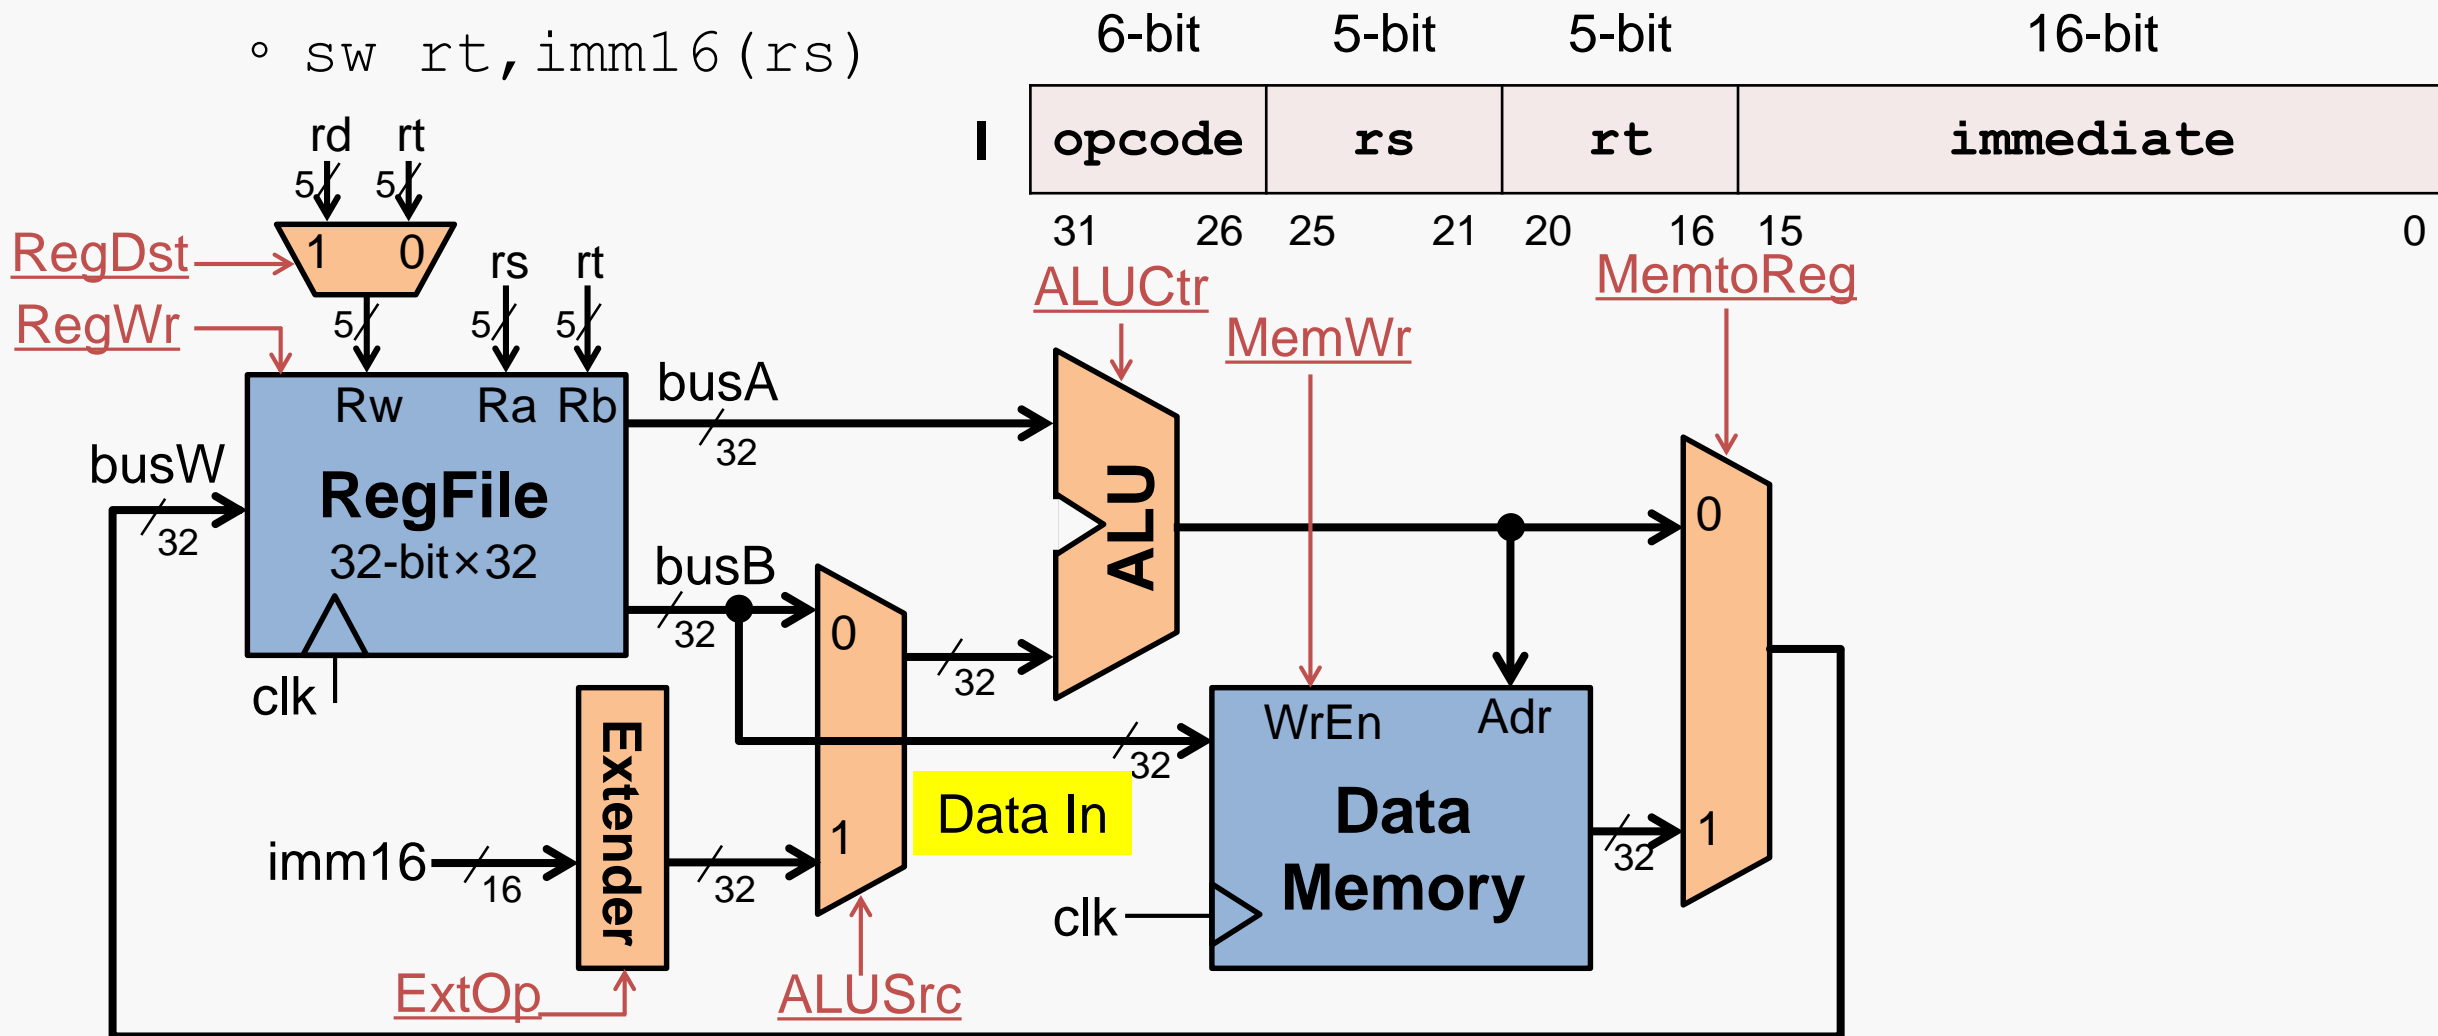 ° sw rt,imm16(rs)
6-bit 5-bit 5-bit 16-bit
I opcode rs rt immediate
31 26 25 21 20 16 15 0
rd rt
5 5
RegDst 1 0
rs rt
RegWr 5 5 5
ALUCtr
MemWr
MemtoReg
Rw Ra Rb
busA
32
busW
32
RegFile
32-bit×32
busB
32
clk
ALU
0
0
32
WrEn Adr
32
Extender
Data In
Data
Memory
1
1
32
imm16
16
32
clk
ExtOp
ALUSrc